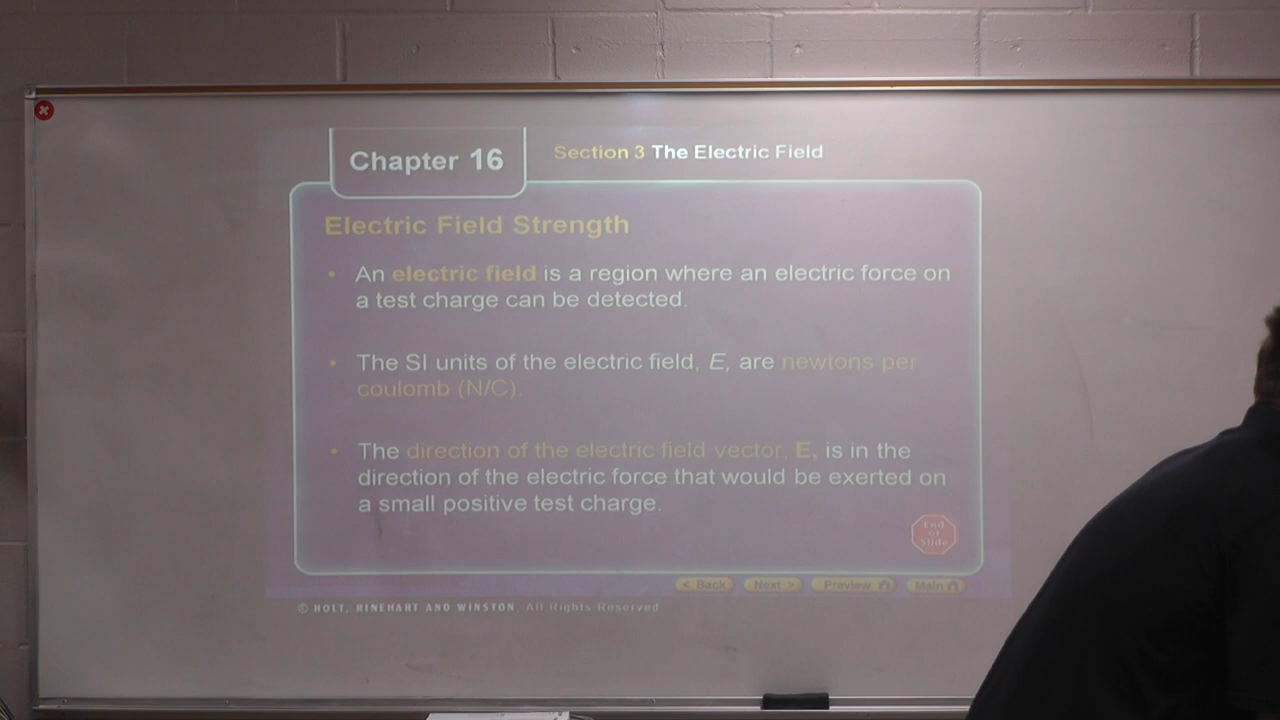 Chapter 16
Section 3 The Electric Field
Electric Field Strength
• An electric field is a region where an electric force on
a test charge can be detected.
• The SI units of the electric field, E, are newtons per
coulomb (N/C).
• The direction of the electric field vector, E, is in the
direction of the electric force that would be exerted on
a small positive test charge.
End
of
Slide
< Back
Next >
Preview
Main
© HOLT, RINEHART AND WINSTON, All Rights Reserved